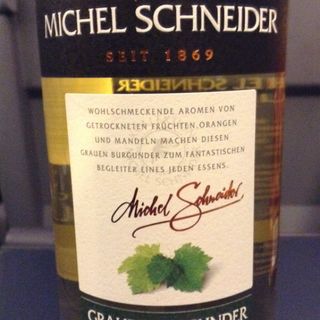 MICHEL SCHNEIDER
SEIT 1869
WOHLSCHMECKENDE AROMEN VON
GETROCKNETEN FRÜCHTEN, ORANGEN
UND MANDELN MACHEN DIESEN
GRAUEN BURGUNDER ZUM FANTASTISCHEN
BEGLEITER EINES JEDEN ESSENS.
Michel Schneider